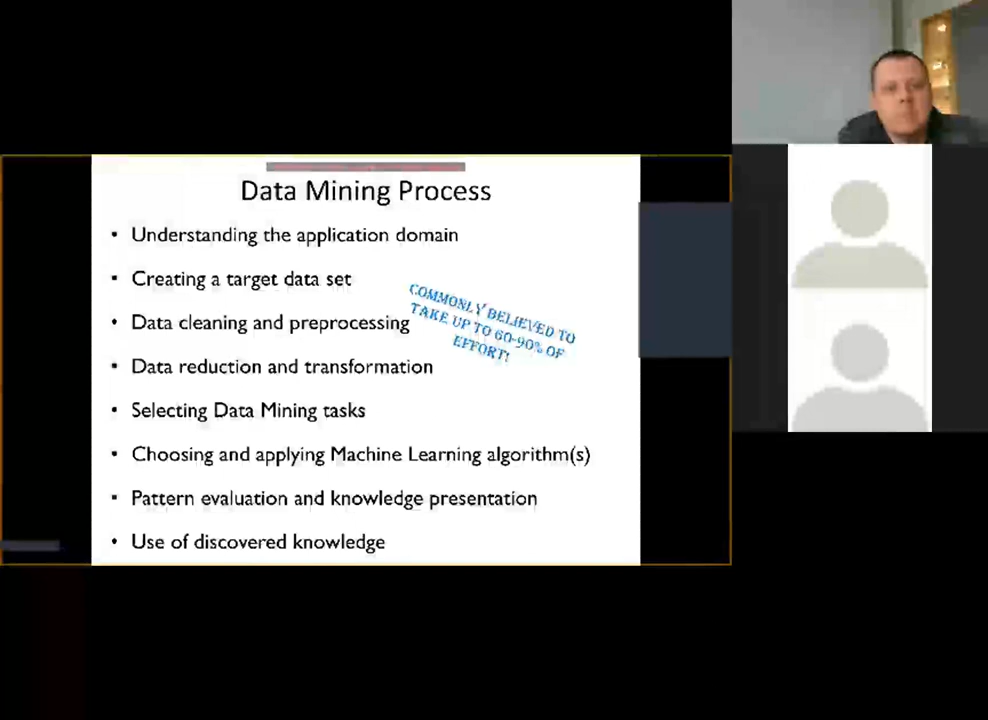 Data Mining Process
• Understanding the application domain
• Creating a target data set
COMMONLY BELIEVED TO
TAKE UP TO 60-90% OF
EFFORT!
• Data cleaning and preprocessing
• Data reduction and transformation
• Selecting Data Mining tasks
• Choosing and applying Machine Learning algorithm(s)
• Pattern evaluation and knowledge presentation
• Use of discovered knowledge